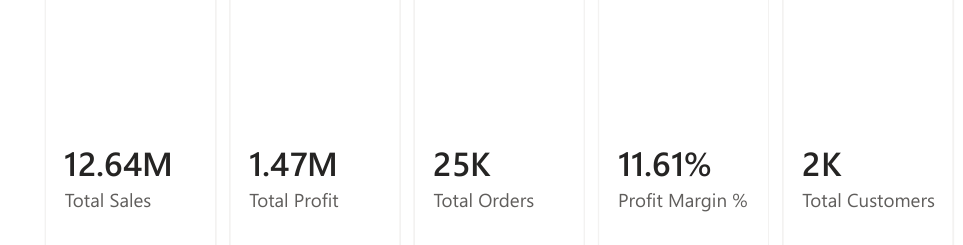 12.64M
Total Sales
1.47M
Total Profit
25K
Total Orders
11.61%
Profit Margin %
2K
Total Customers